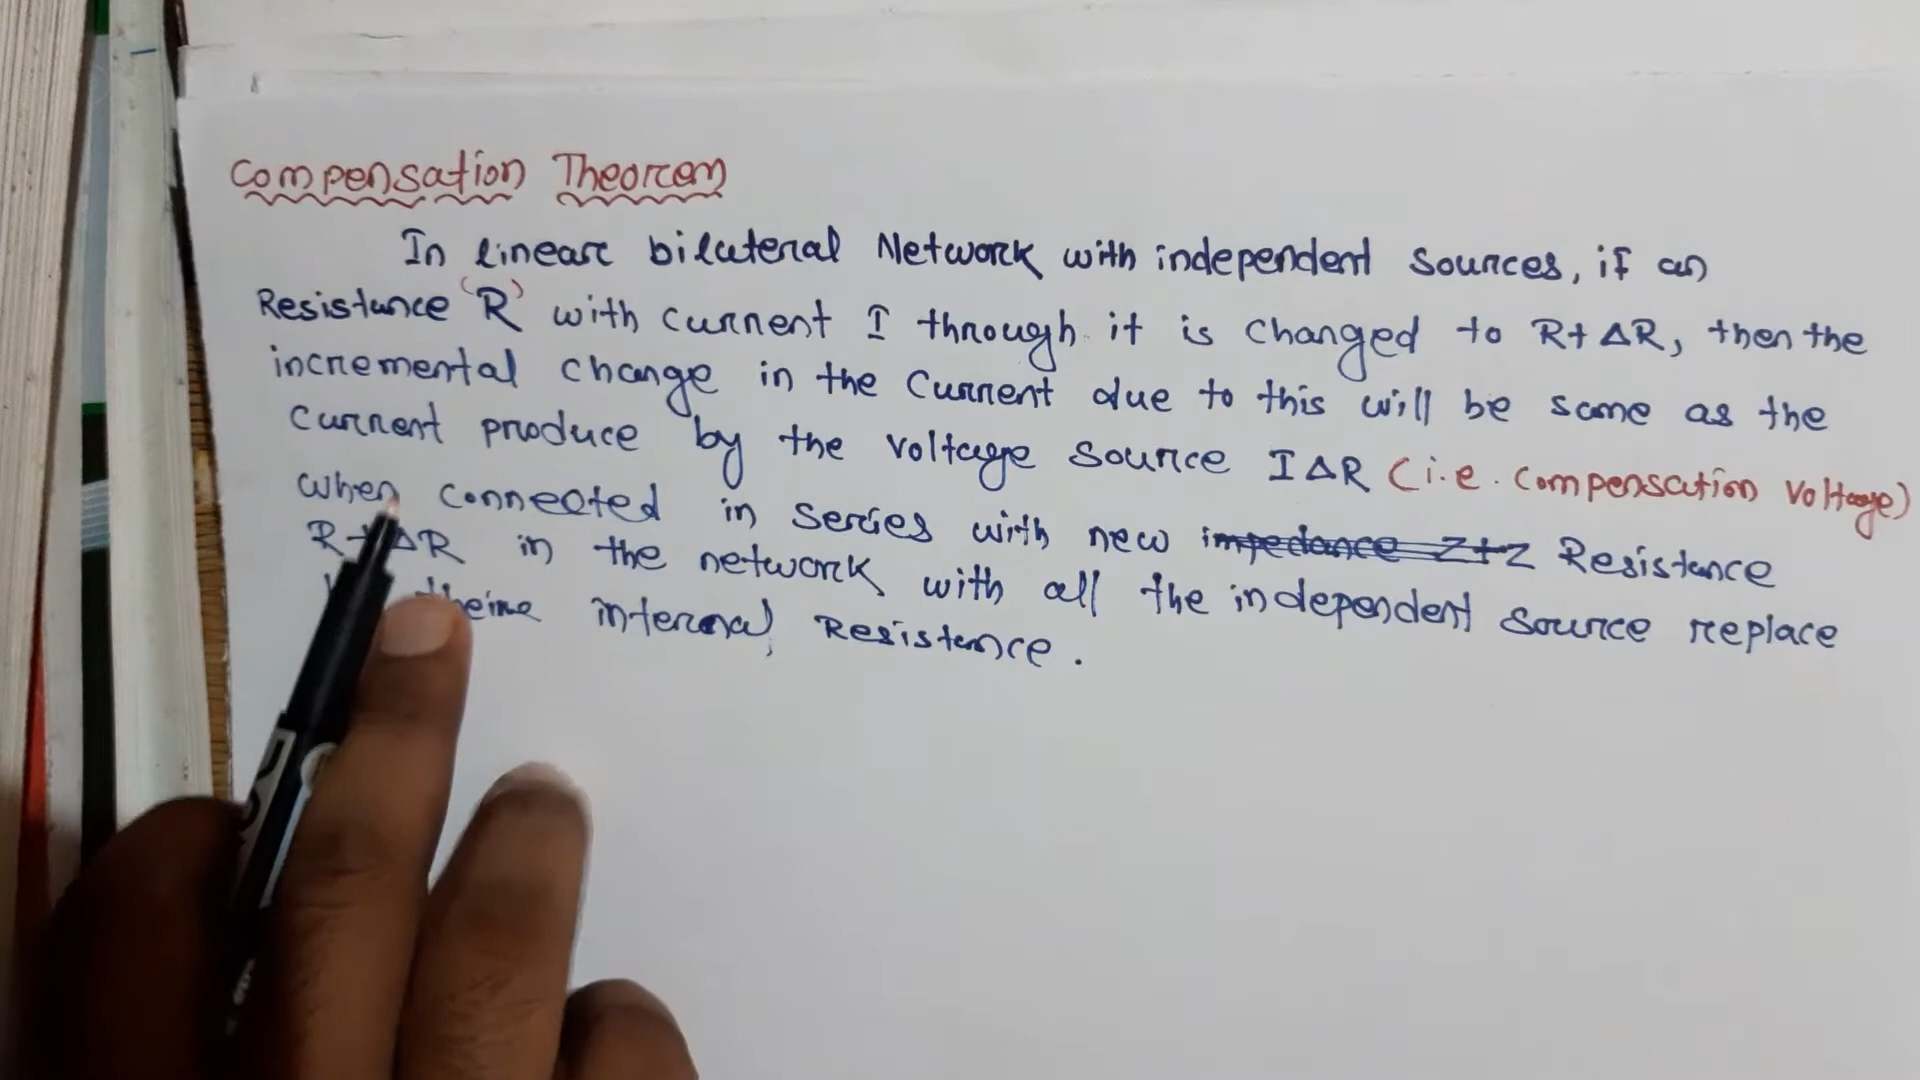 Compensation Theorem
In linear bilateral Network with independent Sources, if an
Resistance 'R' with current I through it is changed to R+ΔR, then the
incremental change in the current due to this will be same as the
current produce by the voltage source IΔR (i.e. compensation voltage)
when connected in series with new impedance Z+Z Resistance
R+ΔR in the network with all the independent source replace
internal Resistance.